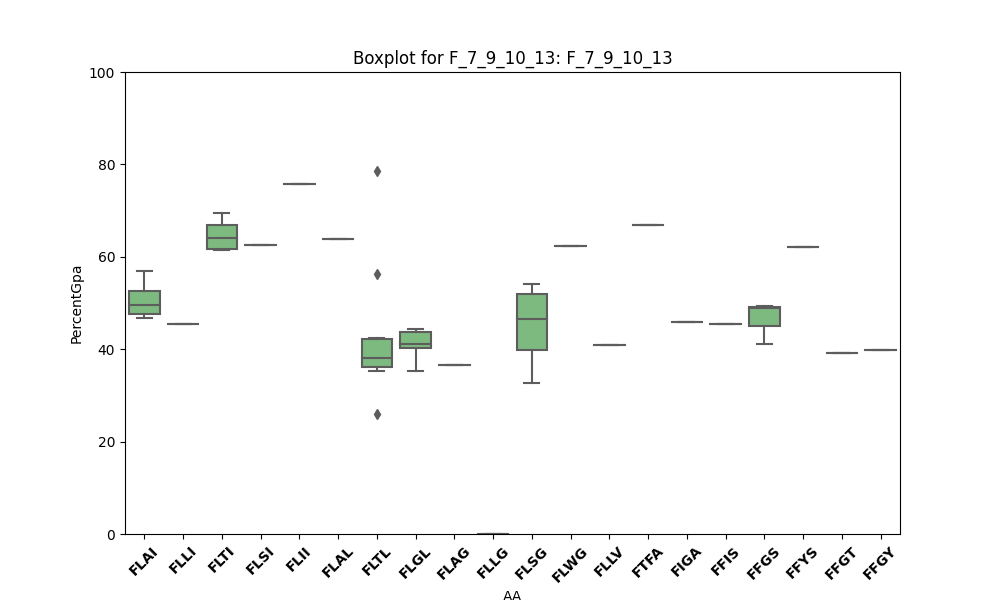 Boxplot for F_7_9_10_13: F_7_9_10_13
100
80
60
40
20
0
PercentGpa
FLAI FLLI FLTI FLSI FLII FLAL FLTL FLGL FLAG FLLG FLSG FLWG FLLV FTFA FIGA FFIS FFGS FFYS FFGT FFGY
AA